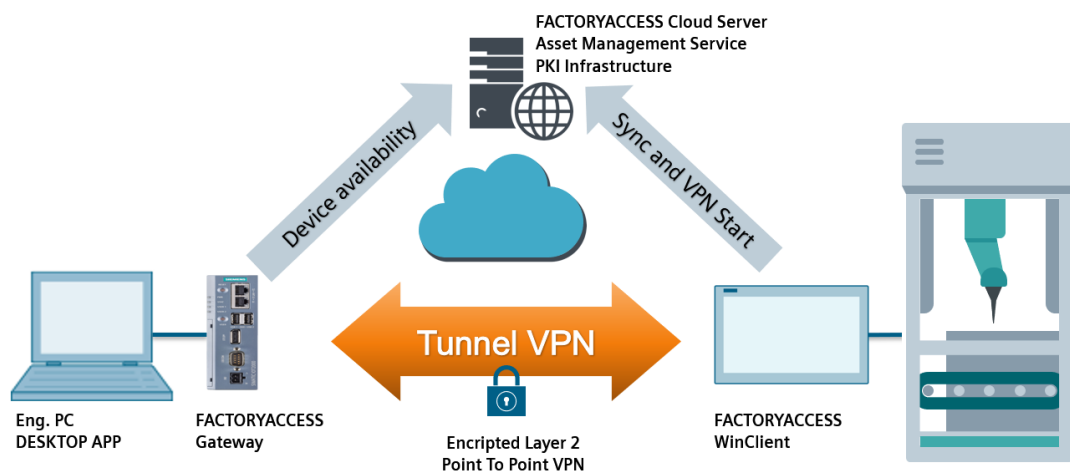 FACTORYACCESS Cloud Server
Asset Management Service
PKI Infrastructure
Device availability
Sync and VPN Start
Tunnel VPN
Eng. PC
DESKTOP APP
FACTORYACCESS
Gateway
Encripted Layer 2
Point To Point VPN
FACTORYACCESS
WinClient